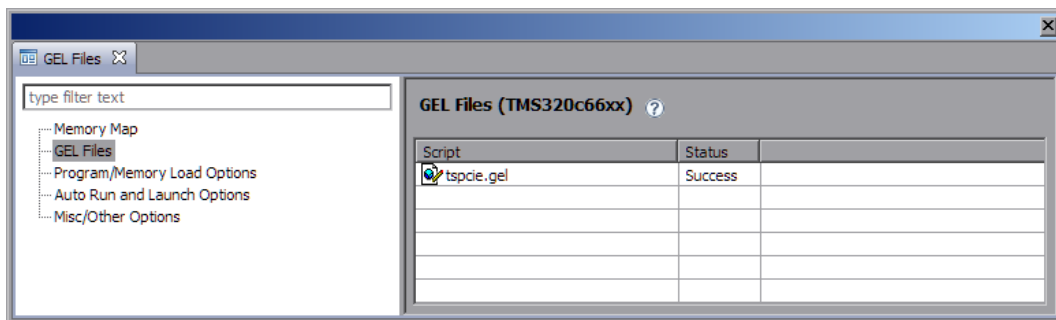 GEL Files
type filter text
Memory Map
GEL Files
Program/Memory Load Options
Auto Run and Launch Options
Misc/Other Options
GEL Files (TMS320c66xx)
Script Status
tspcie.gel Success